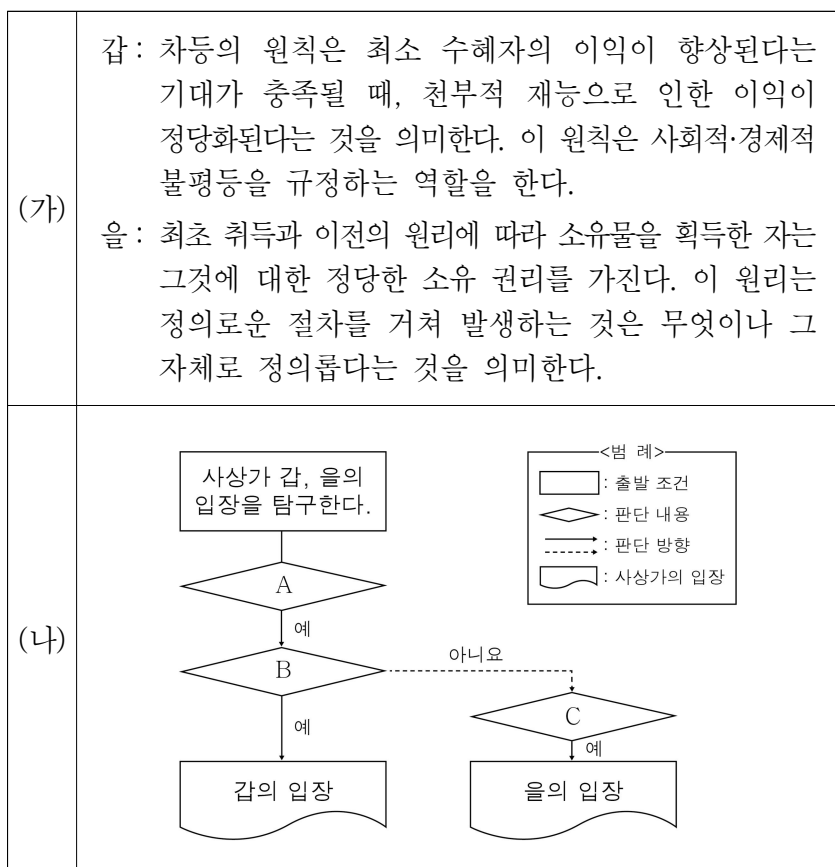 (가)
갑 : 차등의 원칙은 최소 수혜자의 이익이 향상된다는
기대가 충족될 때, 천부적 재능으로 인한 이익이
정당화된다는 것을 의미한다. 이 원칙은 사회적·경제적
불평등을 규정하는 역할을 한다.
을 : 최초 취득과 이전의 원리에 따라 소유물을 획득한 자는
그것에 대한 정당한 소유 권리를 가진다. 이 원리는
정의로운 절차를 거쳐 발생하는 것은 무엇이나 그
자체로 정의롭다는 것을 의미한다.
(나)
사상가 갑, 을의
입장을 탐구한다.
A
예
B
아니요
예
C
예
갑의 입장
을의 입장
<범 례>
: 출발 조건
: 판단 내용
: 판단 방향
: 사상가의 입장